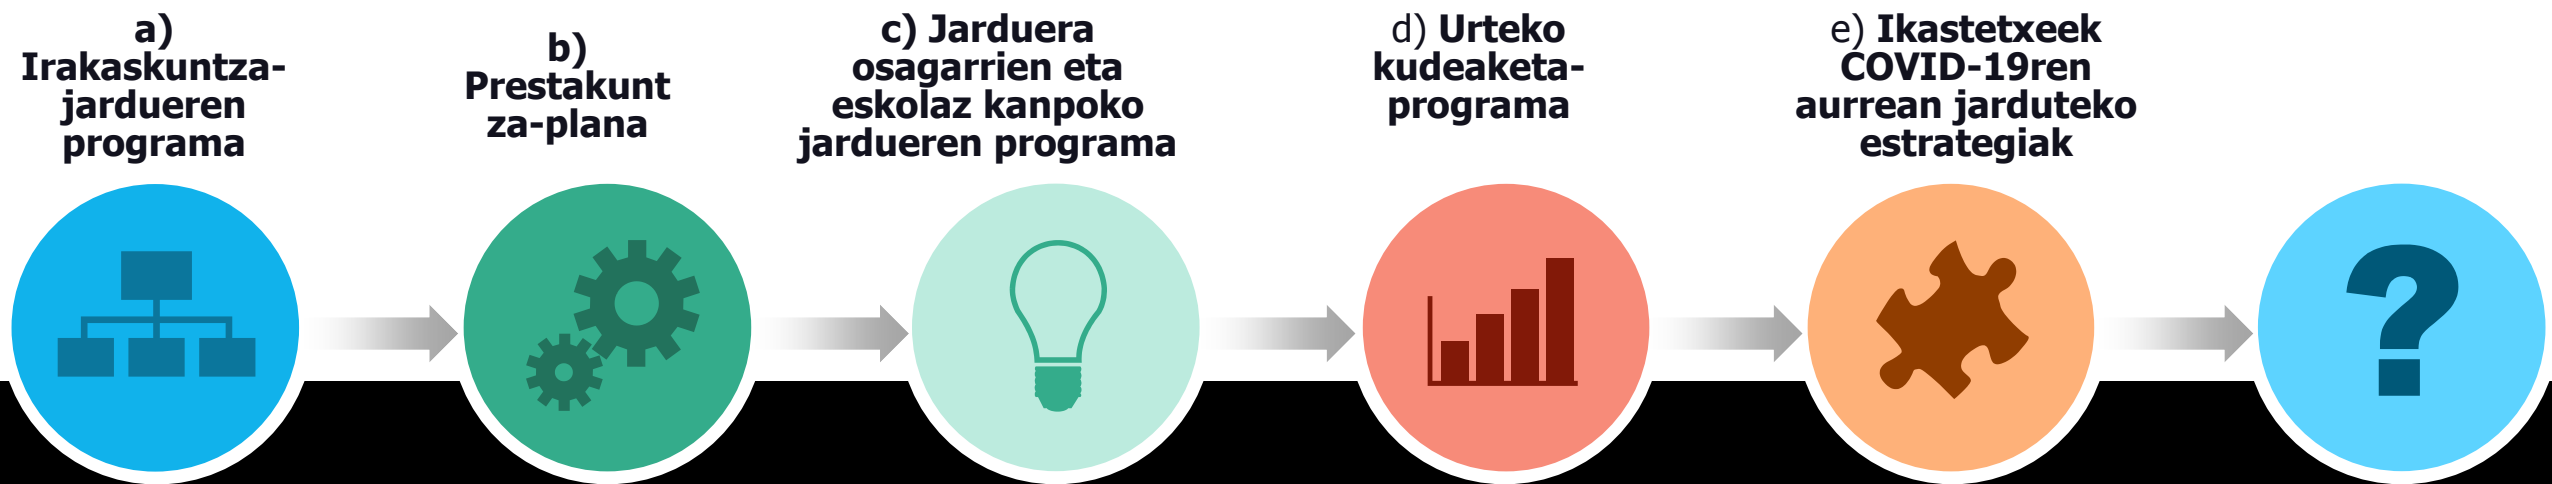 a)
Irakaskuntza-
jardueren
programa
b)
Prestakunt
za-plana
c) Jarduera
osagarrien eta
eskolaz kanpoko
jardueren programa
d) Urteko
kudeaketa-
programa
e) Ikastetxeek
COVID-19ren
aurrean jarduteko
estrategiak
?